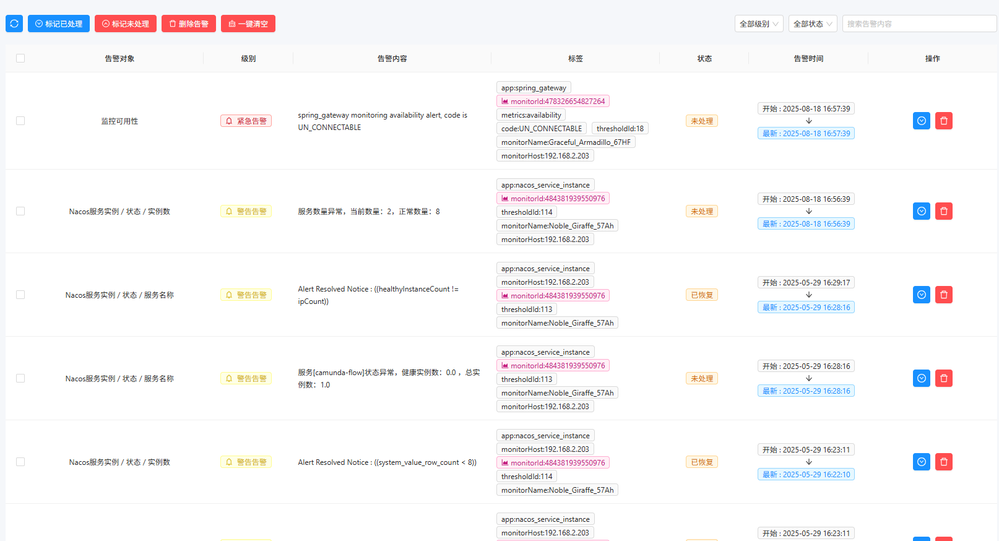 标记已处理 标记未处理 删除告警 一键清空 全部级别 全部状态 搜索告警内容
告警对象 级别 告警内容 标签 状态 告警时间 操作
监控可用性
紧急告警
spring_gateway monitoring availability alert, code is
UN_CONNECTABLE
app:spring_gateway
monitorId:478326654827264
metrics:availability
code:UN_CONNECTABLE thresholdId:18
monitorName:Graceful_Armadillo_67HF
monitorHost:192.168.2.203
未处理
开始 : 2025-08-18 16:57:39
最新 : 2025-08-18 16:57:39
Nacos服务实例 / 状态 / 实例数
警告告警
服务数量异常，当前数量：2，正常数量：8
app:nacos_service_instance
monitorId:484381939550976
thresholdId:114
monitorName:Noble_Giraffe_57Ah
monitorHost:192.168.2.203
未处理
开始 : 2025-08-18 16:56:39
最新 : 2025-08-18 16:56:39
Nacos服务实例 / 状态 / 服务名称
警告告警
Alert Resolved Notice : ((healthyInstanceCount !=
ipCount))
app:nacos_service_instance
monitorHost:192.168.2.203
monitorId:484381939550976
thresholdId:113
monitorName:Noble_Giraffe_57Ah
已恢复
开始 : 2025-05-29 16:29:17
最新 : 2025-05-29 16:28:16
Nacos服务实例 / 状态 / 服务名称
警告告警
服务[camunda-flow]状态异常，健康实例数：0.0 ，总实
例数：1.0
app:nacos_service_instance
monitorId:484381939550976
thresholdId:113
monitorName:Noble_Giraffe_57Ah
monitorHost:192.168.2.203
未处理
开始 : 2025-05-29 16:28:16
最新 : 2025-05-29 16:28:16
Nacos服务实例 / 状态 / 实例数
警告告警
Alert Resolved Notice : ((system_value_row_count < 8))
app:nacos_service_instance
monitorHost:192.168.2.203
monitorId:484381939550976
thresholdId:114
monitorName:Noble_Giraffe_57Ah
已恢复
开始 : 2025-05-29 16:23:11
最新 : 2025-05-29 16:22:10
app:nacos_service_instance
monitorHost:192.168.2.203
开始 : 2025-05-29 16:23:11